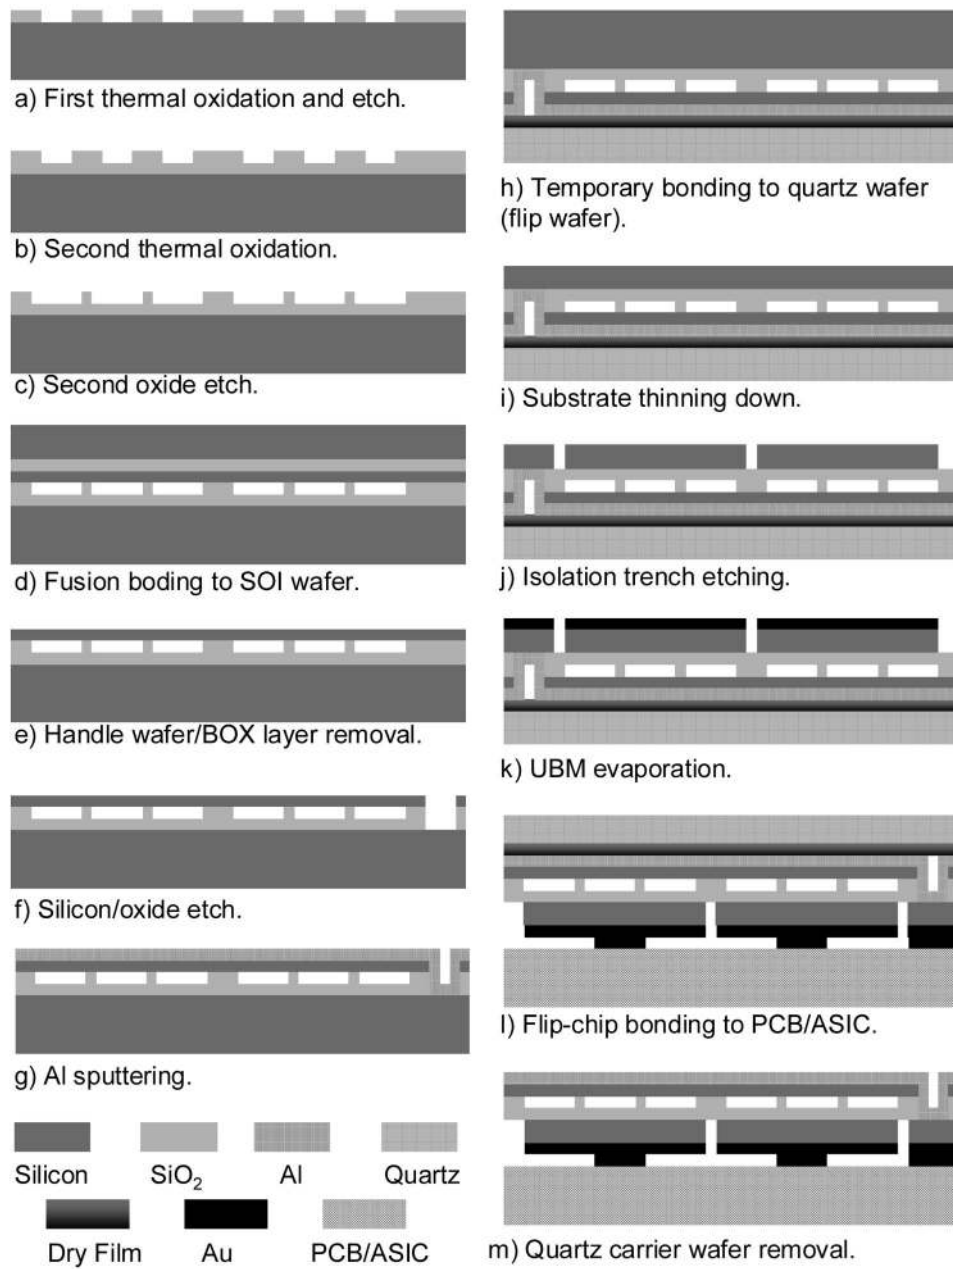 a) First thermal oxidation and etch.
b) Second thermal oxidation.
c) Second oxide etch.
d) Fusion boding to SOI wafer.
e) Handle wafer/BOX layer removal.
f) Silicon/oxide etch.
g) Al sputtering.
h) Temporary bonding to quartz wafer
(flip wafer).
i) Substrate thinning down.
j) Isolation trench etching.
k) UBM evaporation.
l) Flip-chip bonding to PCB/ASIC.
m) Quartz carrier wafer removal.
Silicon SiO₂ Al Quartz
Dry Film Au PCB/ASIC